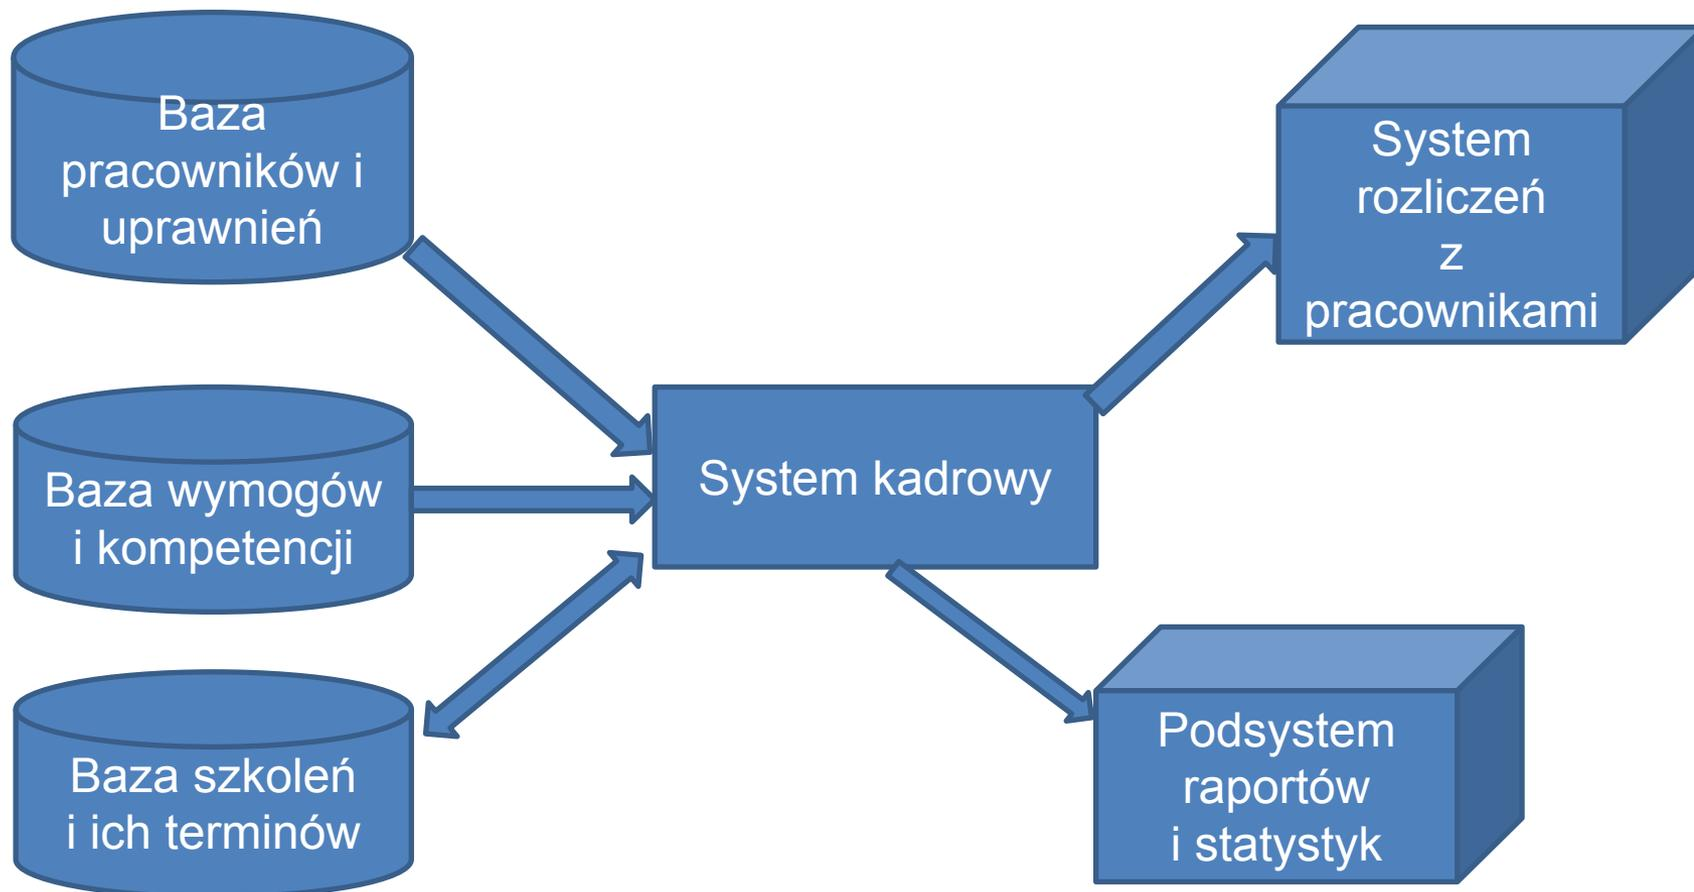 Baza
pracowników i
uprawnień
System
rozliczeń
z
pracownikami
Baza wymogów
i kompetencji
System kadrowy
Baza szkoleń
i ich terminów
Podsystem
raportów
i statystyk